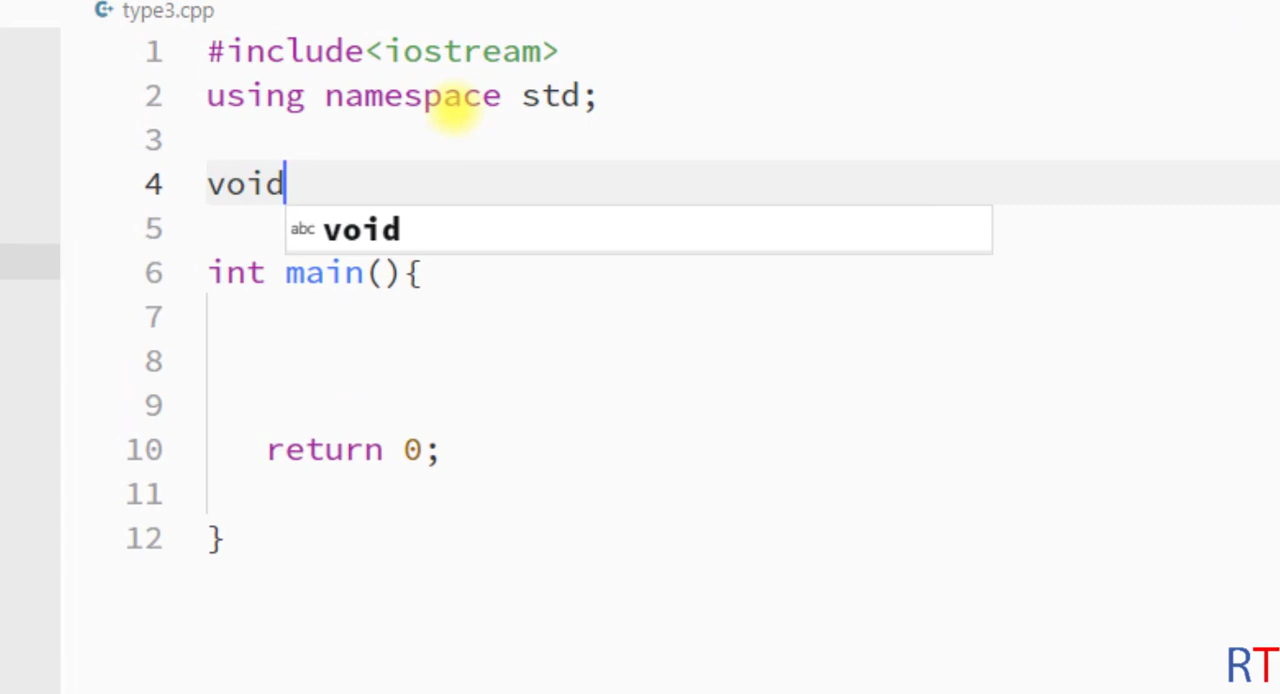 type3.cpp
1 #include<iostream>
2 using namespace std;
3
4 void
5 abc void
6 int main(){
7
8
9
10 return 0;
11
12 }
RT